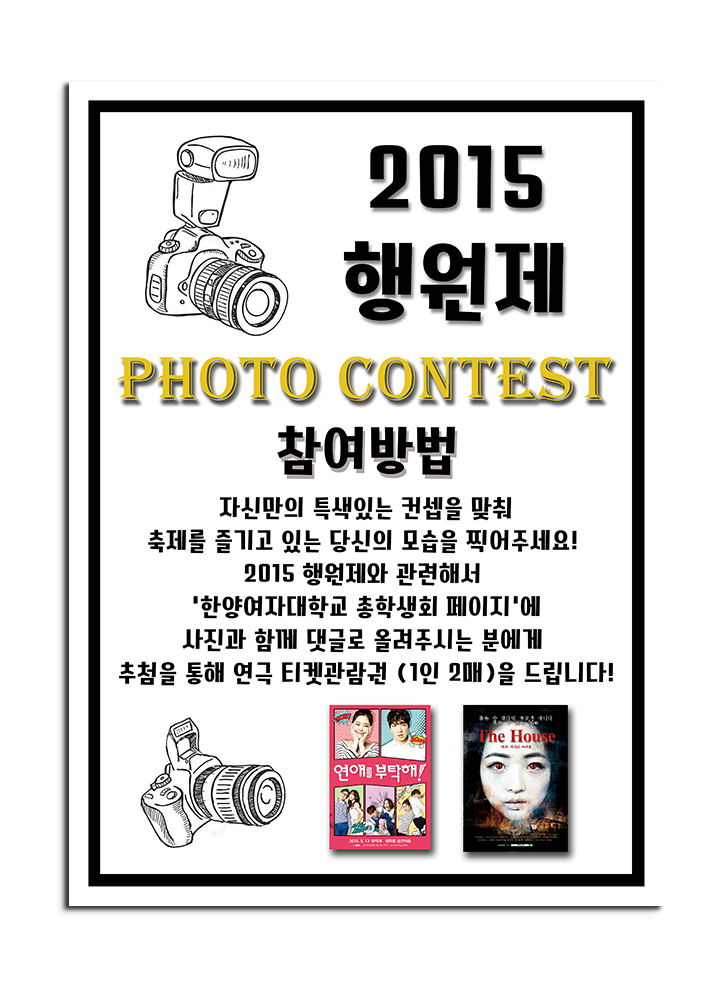 2015
행원제
PHOTO CONTEST
참여방법
자신만의 특색있는 컨셉을 맞춰
축제를 즐기고 있는 당신의 모습을 찍어주세요!
2015 행원제와 관련해서
'한양여자대학교 총학생회 페이지'에
사진과 함께 댓글로 올려주시는 분에게
추첨을 통해 연극 티켓관람권 (1인 2매)을 드립니다!
연애를 부탁해!
The House